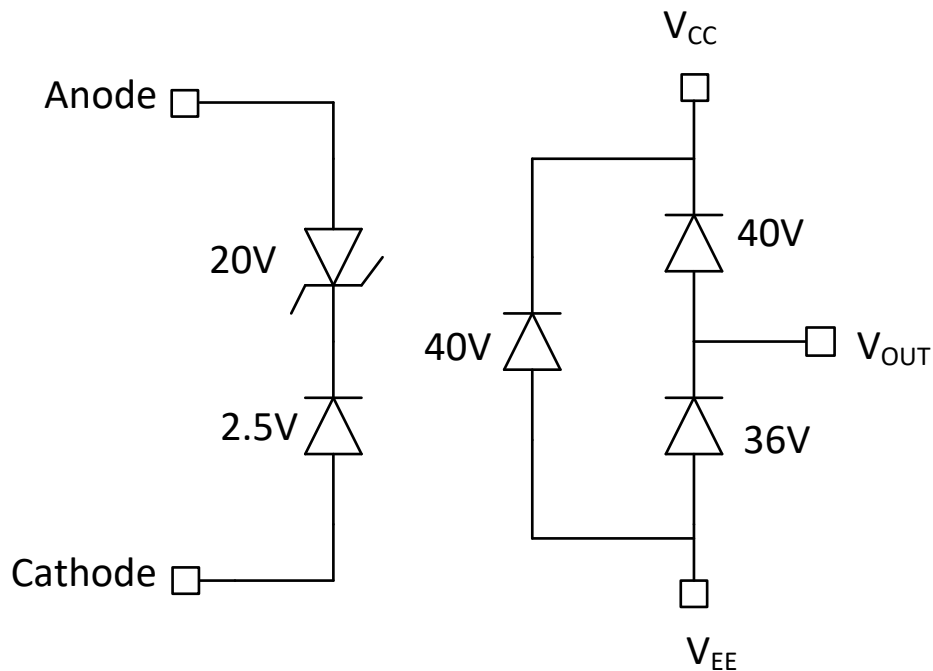 V_CC
Anode
20V
40V
40V
V_OUT
2.5V
36V
Cathode
V_EE